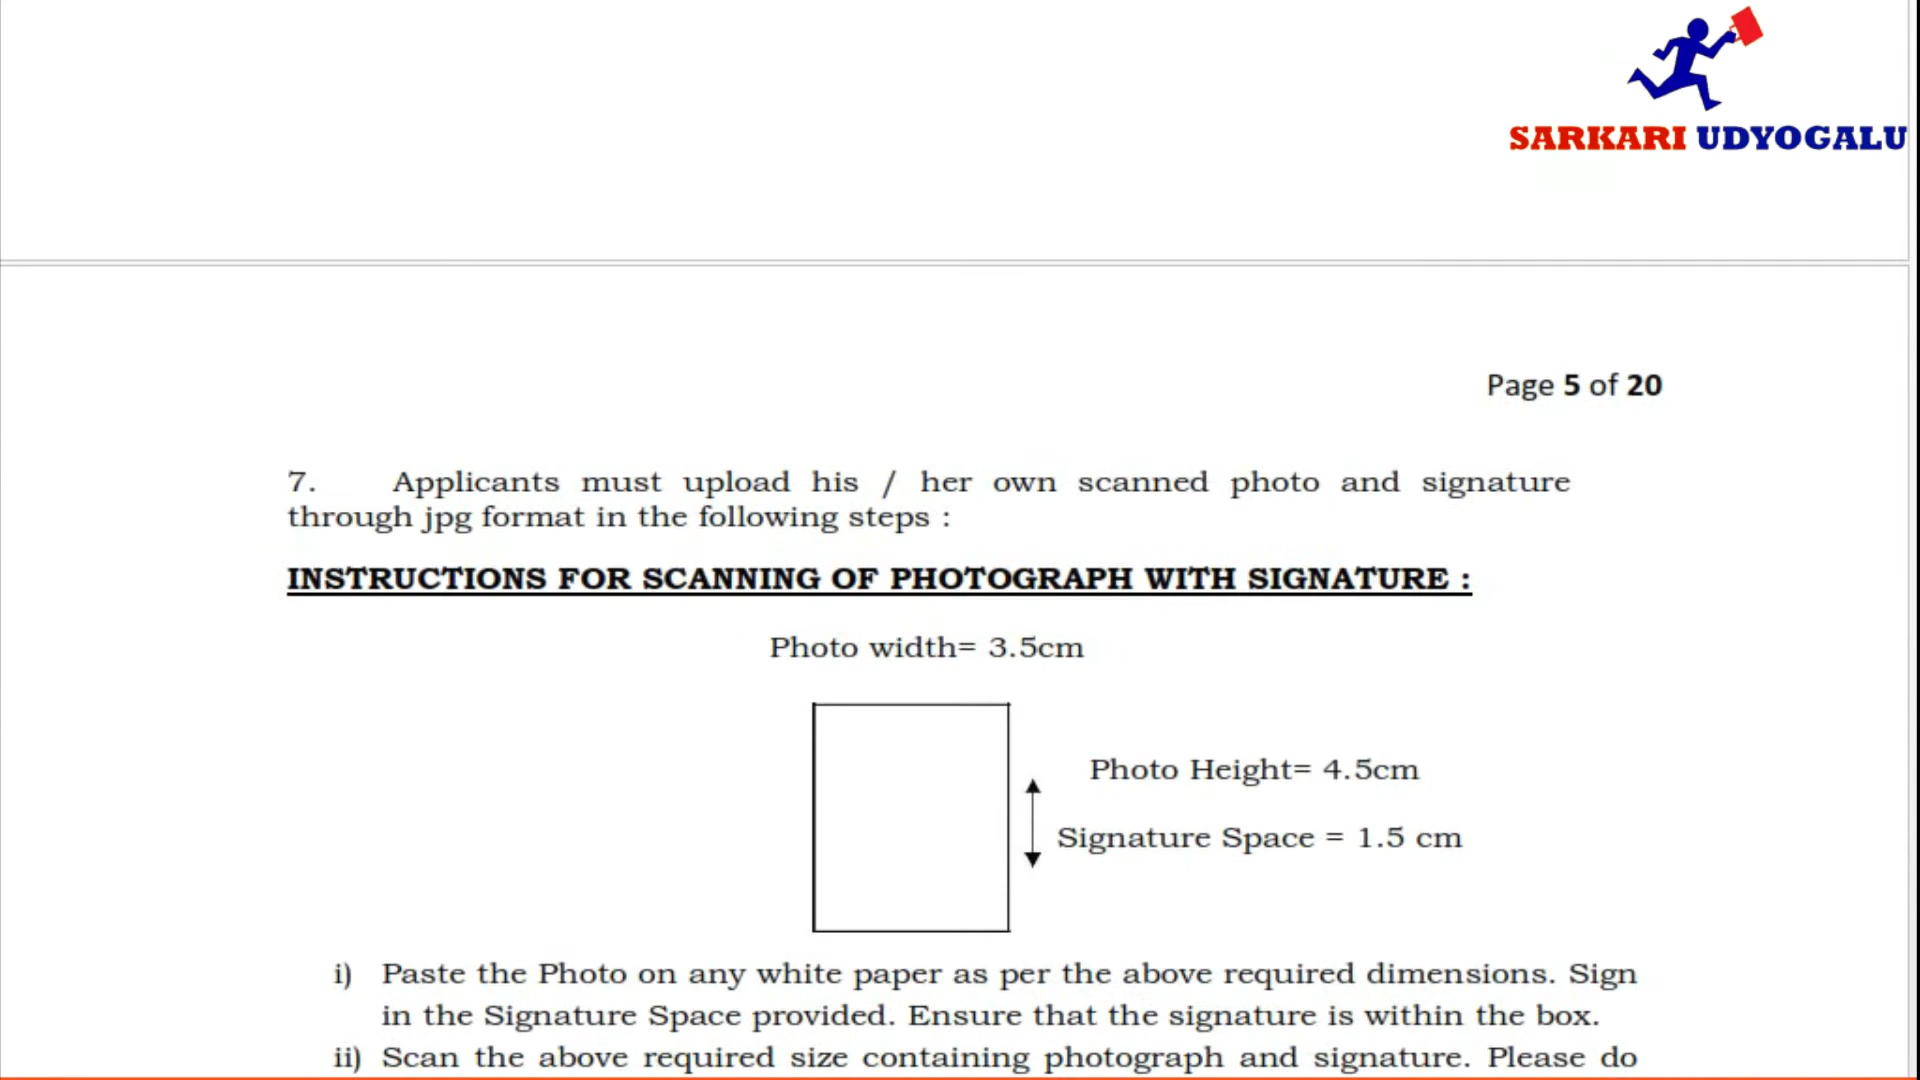 SARKARI UDYOGALU
Page 5 of 20
7. Applicants must upload his / her own scanned photo and signature
through jpg format in the following steps :
INSTRUCTIONS FOR SCANNING OF PHOTOGRAPH WITH SIGNATURE :
Photo width= 3.5cm
Photo Height= 4.5cm
Signature Space = 1.5 cm
i) Paste the Photo on any white paper as per the above required dimensions. Sign
in the Signature Space provided. Ensure that the signature is within the box.
ii) Scan the above required size containing photograph and signature. Please do